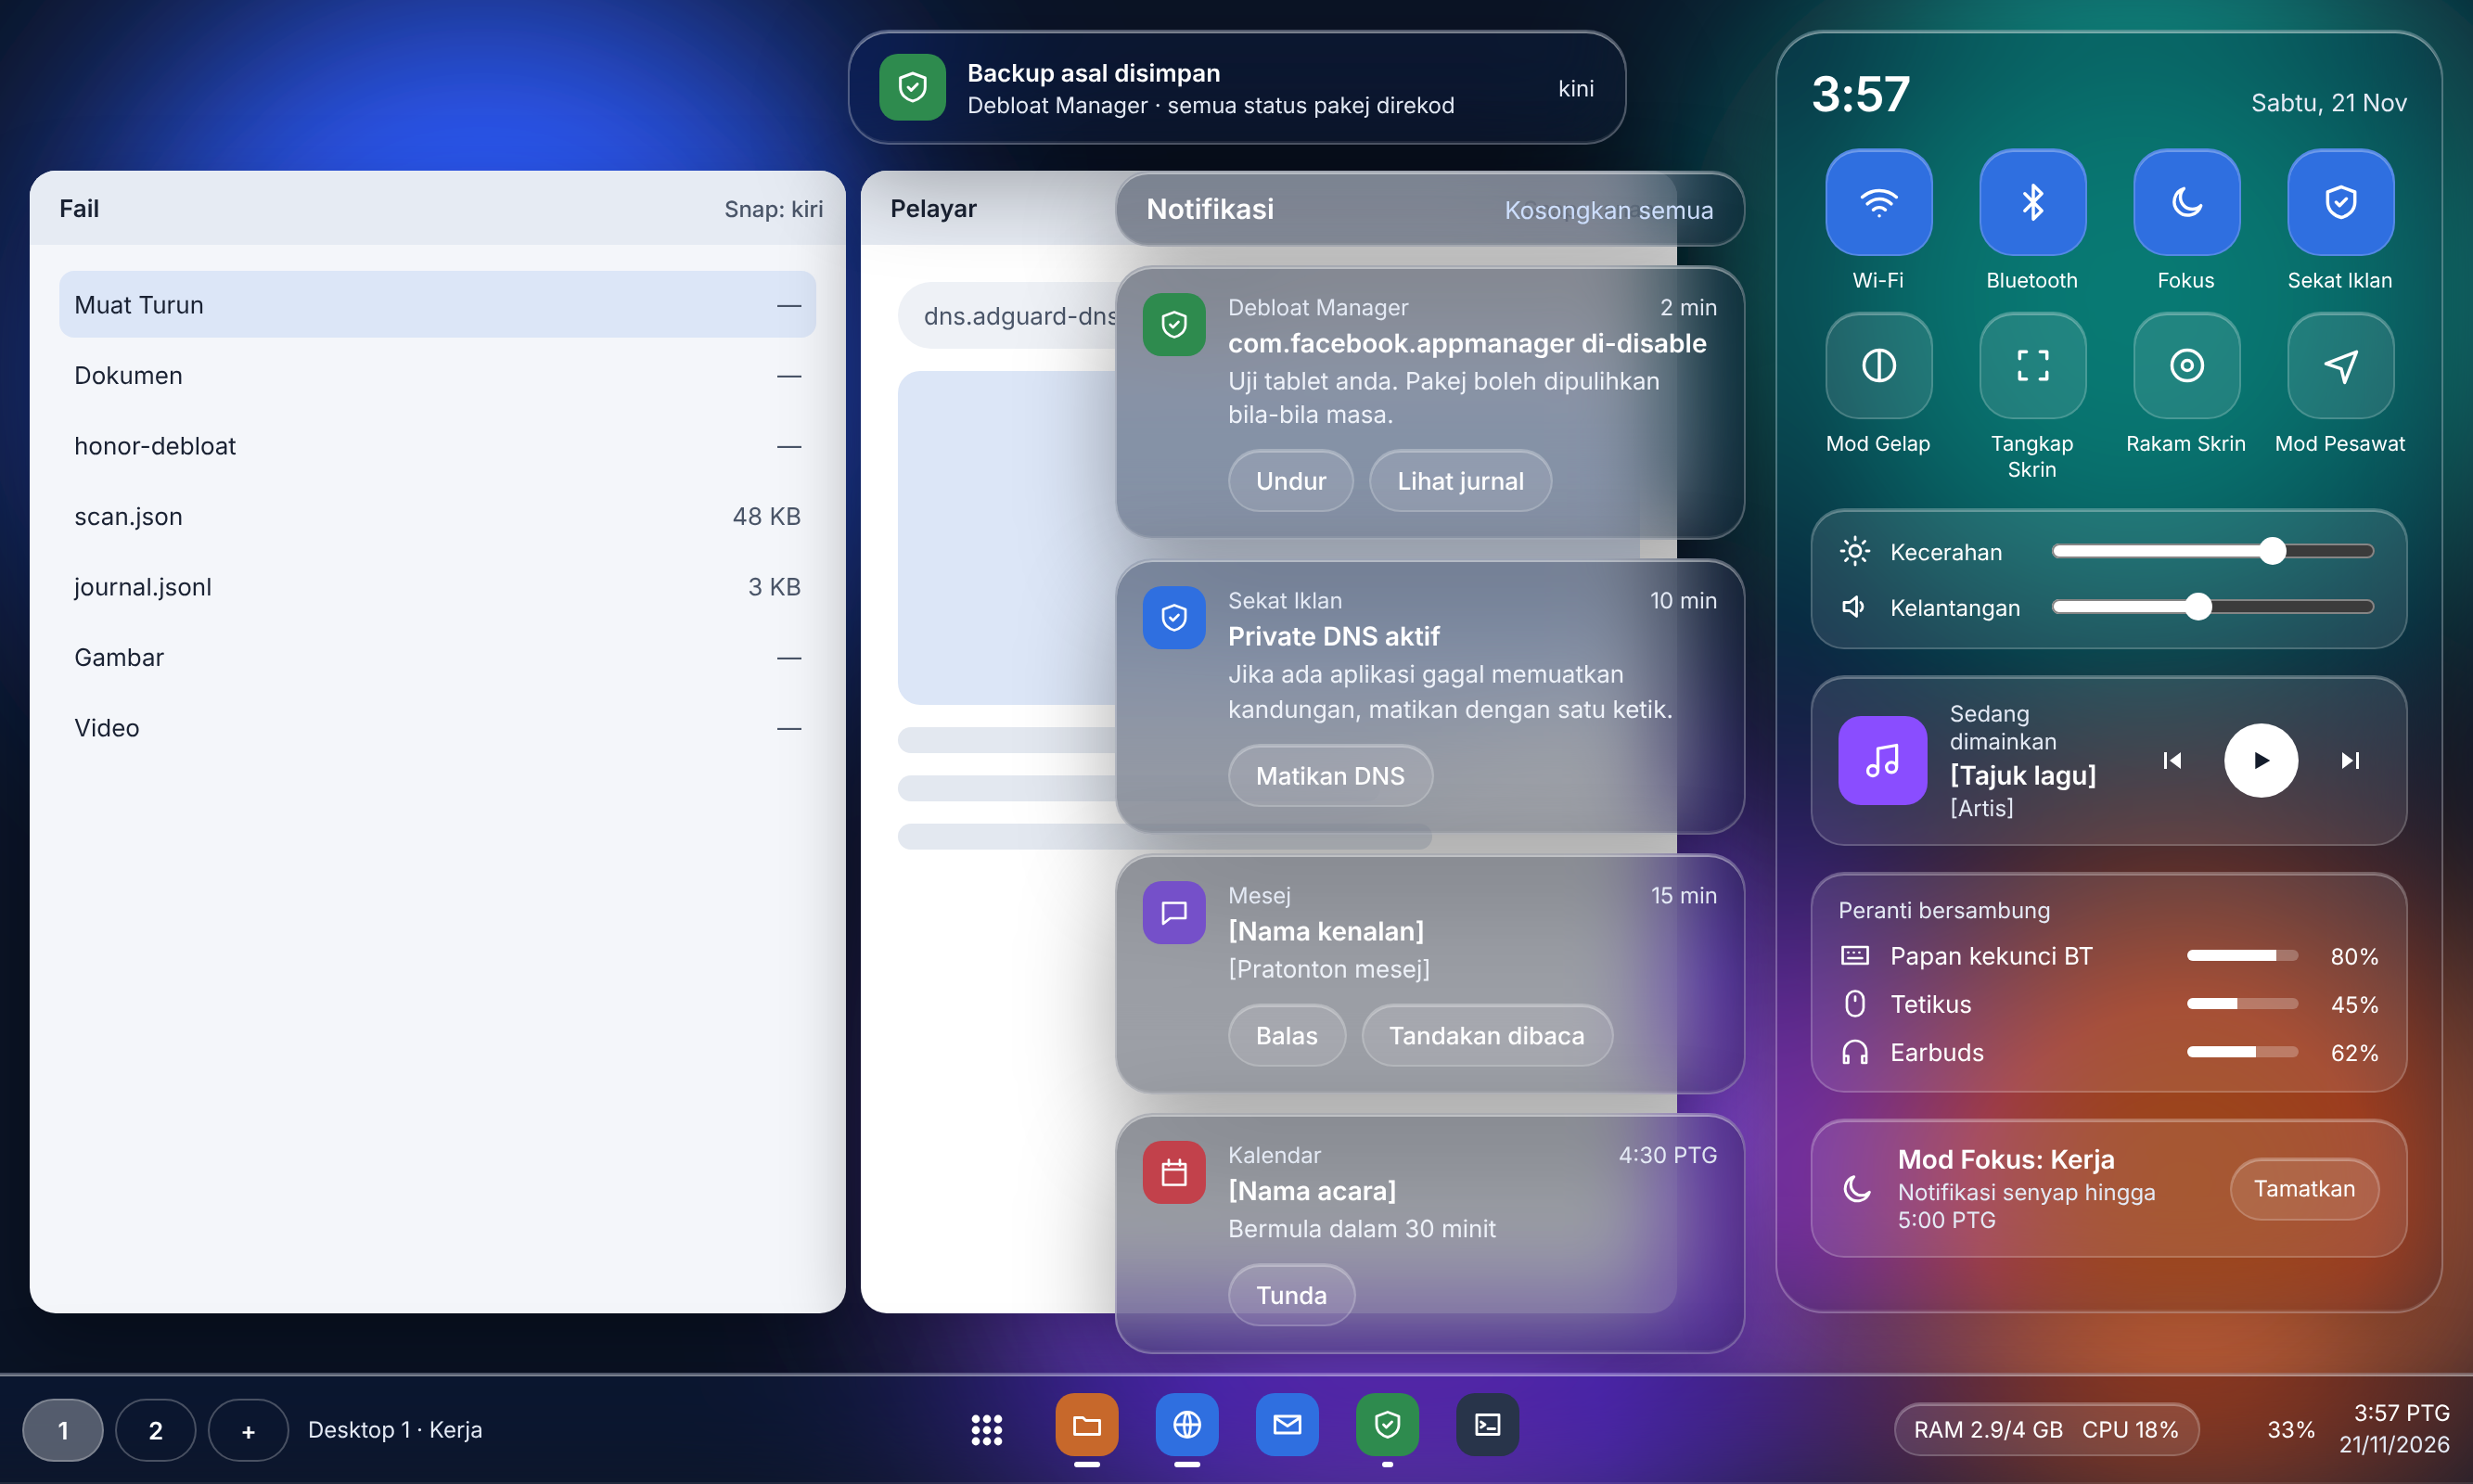 Backup asal disimpan
Debloat Manager · semua status pakej direkod
kini
Fail
Snap: kiri
Muat Turun —
Dokumen —
honor-debloat —
scan.json 48 KB
journal.jsonl 3 KB
Gambar —
Video —
Pelayar
dns.adguard-dns
Notifikasi
Kosongkan semua
Debloat Manager
2 min
com.facebook.appmanager di-disable
Uji tablet anda. Pakej boleh dipulihkan
bila-bila masa.
Undur
Lihat jurnal
Sekat Iklan
10 min
Private DNS aktif
Jika ada aplikasi gagal memuatkan
kandungan, matikan dengan satu ketik.
Matikan DNS
Mesej
15 min
[Nama kenalan]
[Pratonton mesej]
Balas
Tandakan dibaca
Kalendar
4:30 PTG
[Nama acara]
Bermula dalam 30 minit
Tunda
3:57
Sabtu, 21 Nov
Wi-Fi
Bluetooth
Fokus
Sekat Iklan
Mod Gelap
Tangkap
Skrin
Rakam Skrin
Mod Pesawat
Kecerahan
Kelantangan
Sedang
dimainkan
[Tajuk lagu]
[Artis]
Peranti bersambung
Papan kekunci BT 80%
Tetikus 45%
Earbuds 62%
Mod Fokus: Kerja
Notifikasi senyap hingga
5:00 PTG
Tamatkan
1
2
+
Desktop 1 · Kerja
RAM 2.9/4 GB CPU 18%
33%
3:57 PTG
21/11/2026